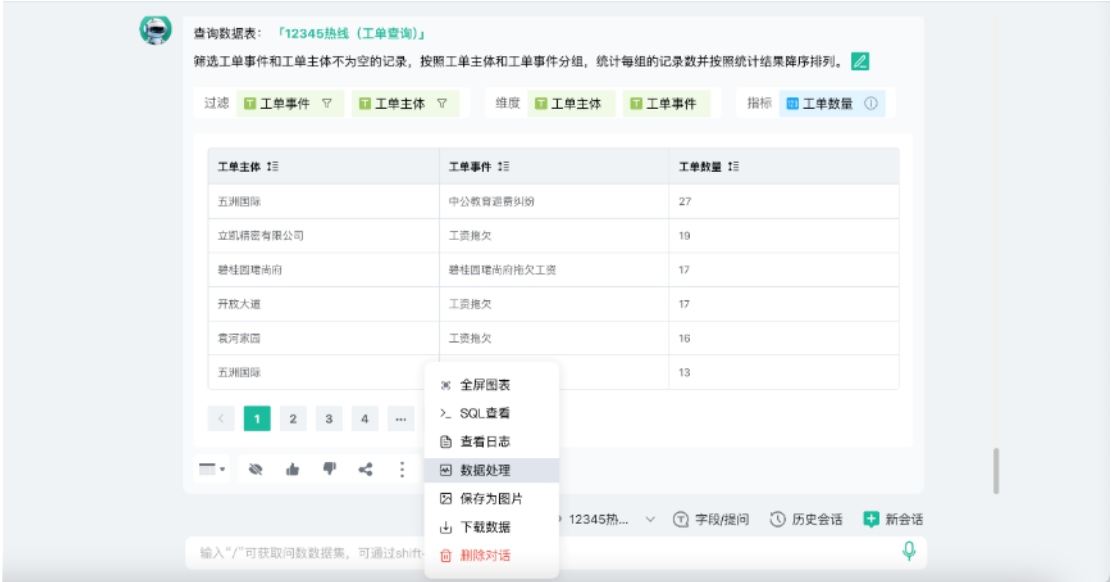 查询数据表：「12345热线（工单查询）」
筛选工单事件和工单主体不为空的记录，按照工单主体和工单事件分组，统计每组的记录数并按照统计结果降序排列。
过滤 工单事件 工单主体 维度 工单主体 工单事件 指标 工单数量
工单主体 工单事件 工单数量
五洲国际 中公教育退费纠纷 27
立凯精密有限公司 工资拖欠 19
碧桂园珺尚府 碧桂园珺尚府拖欠工资 17
开放大道 工资拖欠 17
袁河家园 工资拖欠 16
五洲国际 13
1 2 3 4 ...
全屏图表
SQL查看
查看日志
数据处理
保存为图片
下载数据
删除对话
12345热... 字段/提问 历史会话 新会话
输入“/”可获取问数数据集，可通过shift